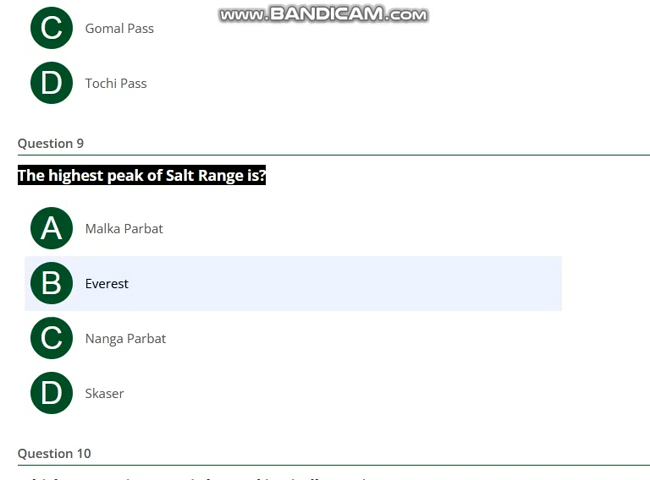 www.BANDICAM.com
C Gomal Pass
D Tochi Pass
Question 9
The highest peak of Salt Range is?
A Malka Parbat
B Everest
C Nanga Parbat
D Skaser
Question 10